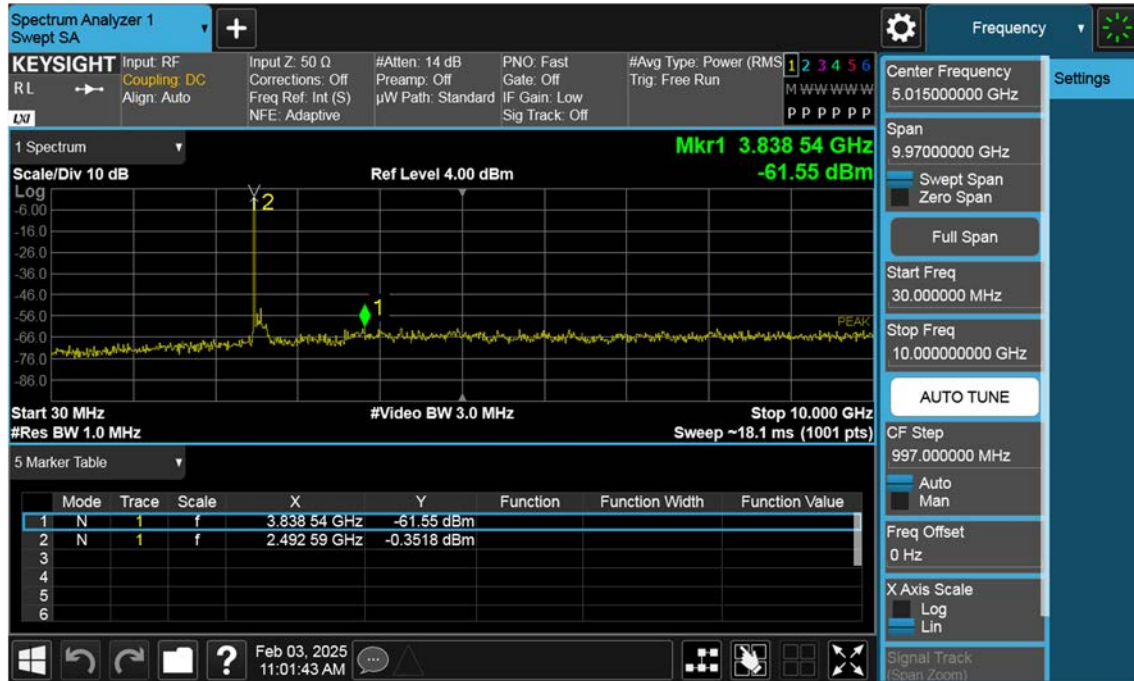 Spectrum Analyzer 1
Swept SA
+
Frequency
KEYSIGHT
R L
LXI
Input: RF
Coupling: DC
Align: Auto
Input Z: 50 Ω
Corrections: Off
Freq Ref: Int (S)
NFE: Adaptive
#Atten: 14 dB
Preamp: Off
µW Path: Standard
PNO: Fast
Gate: Off
IF Gain: Low
Sig Track: Off
#Avg Type: Power (RMS
Trig: Free Run
1 2 3 4 5 6
M W W W W W
P P P P P P
1 Spectrum
Mkr1 3.838 54 GHz
-61.55 dBm
Scale/Div 10 dB
Ref Level 4.00 dBm
Log
-6.00
-16.0
-26.0
-36.0
-46.0
-56.0
-66.0
-76.0
-86.0
2
1
PEAK
Start 30 MHz
#Video BW 3.0 MHz
Stop 10.000 GHz
#Res BW 1.0 MHz
Sweep ~18.1 ms (1001 pts)
5 Marker Table
Mode Trace Scale X Y Function Function Width Function Value
1 N 1 f 3.838 54 GHz -61.55 dBm
2 N 1 f 2.492 59 GHz -0.3518 dBm
3
4
5
6
Feb 03, 2025
11:01:43 AM
?
Center Frequency
5.015000000 GHz
Settings
Span
9.97000000 GHz
Swept Span
Zero Span
Full Span
Start Freq
30.000000 MHz
Stop Freq
10.000000000 GHz
AUTO TUNE
CF Step
997.000000 MHz
Auto
Man
Freq Offset
0 Hz
X Axis Scale
Log
Lin
Signal Track
(Span Zoom)